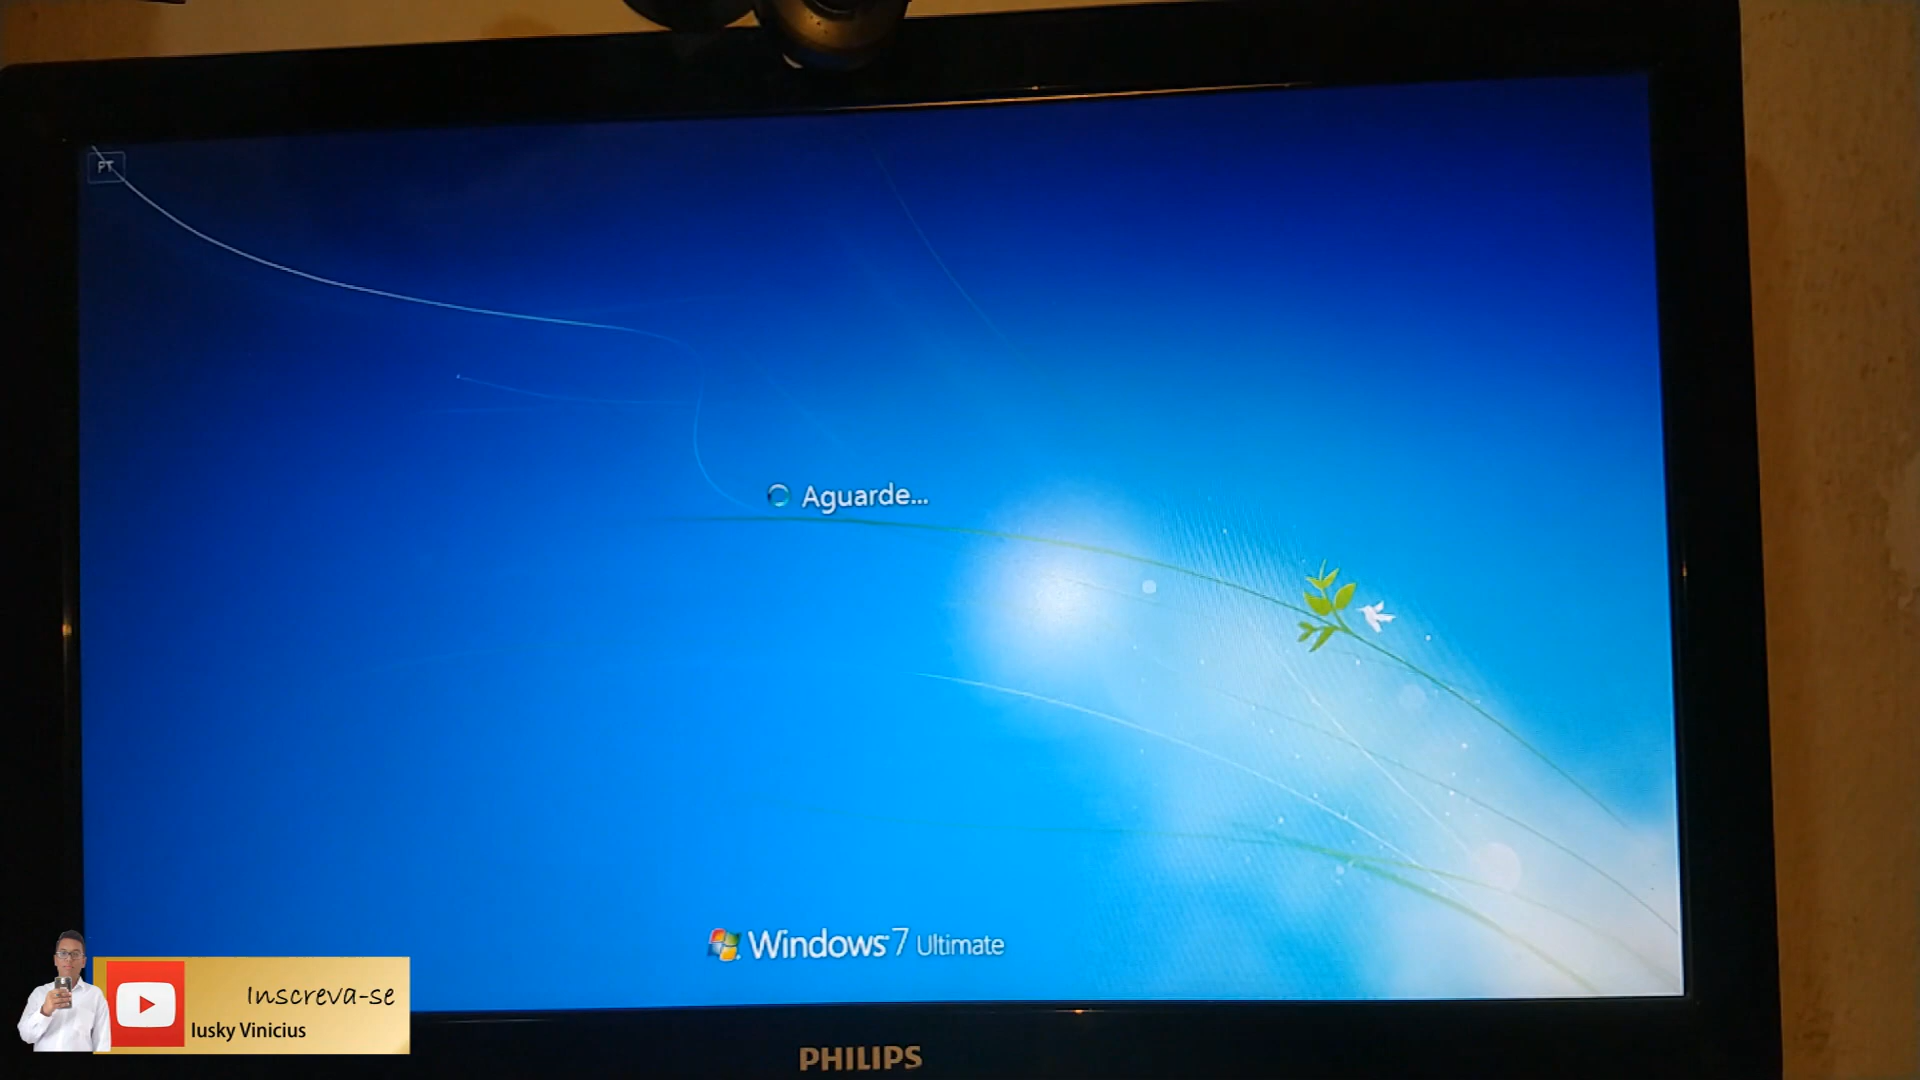 PT
Aguarde...
Windows 7 Ultimate
Inscreva-se
Iusky Vinicius
PHILIPS